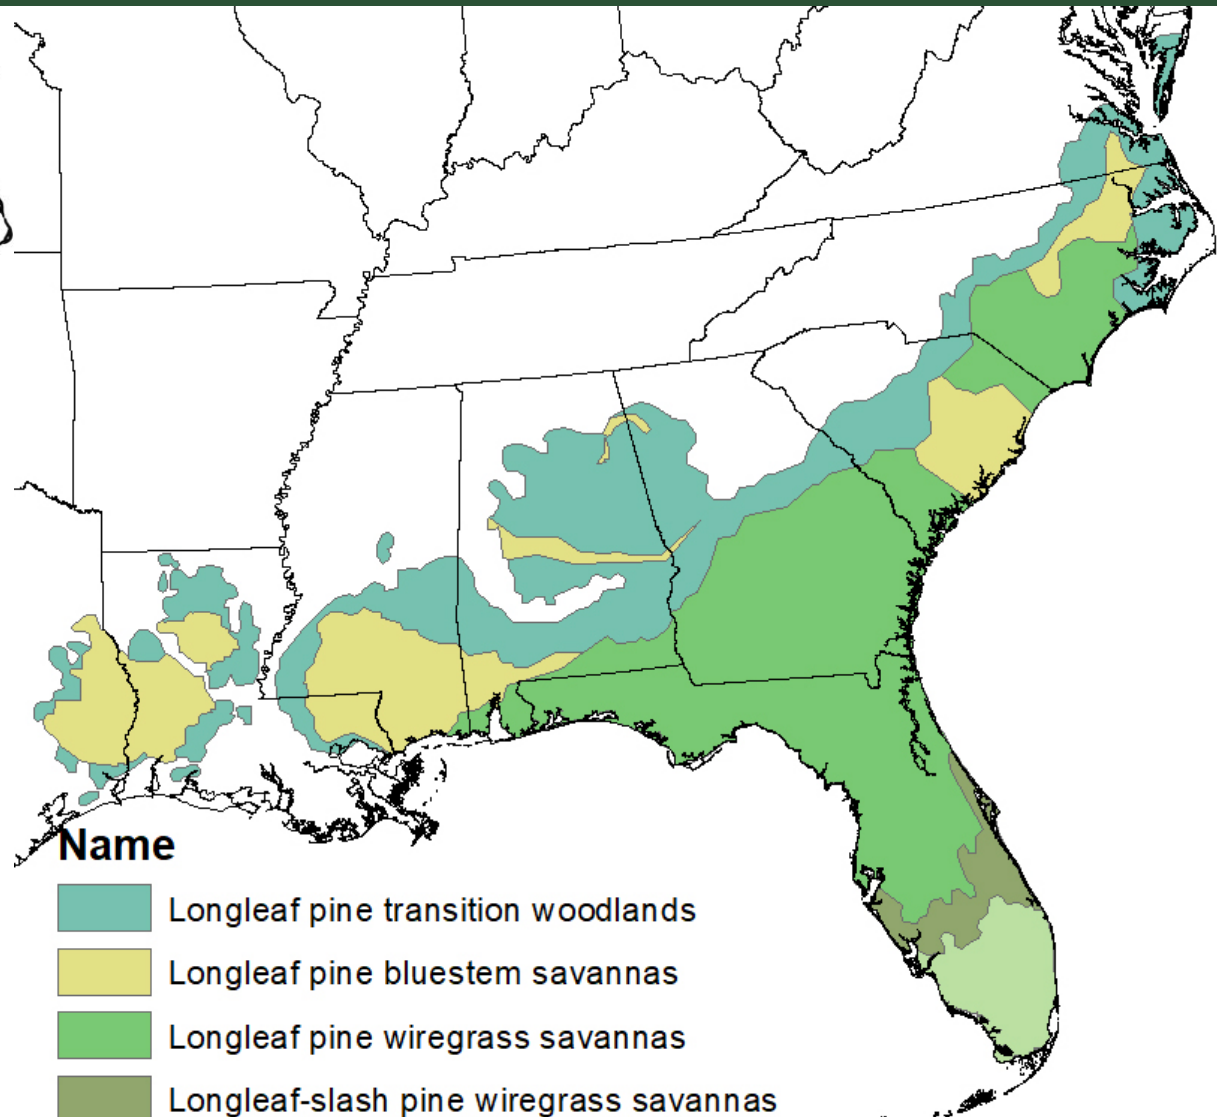 Name
Longleaf pine transition woodlands
Longleaf pine bluestem savannas
Longleaf pine wiregrass savannas
Longleaf-slash pine wiregrass savannas